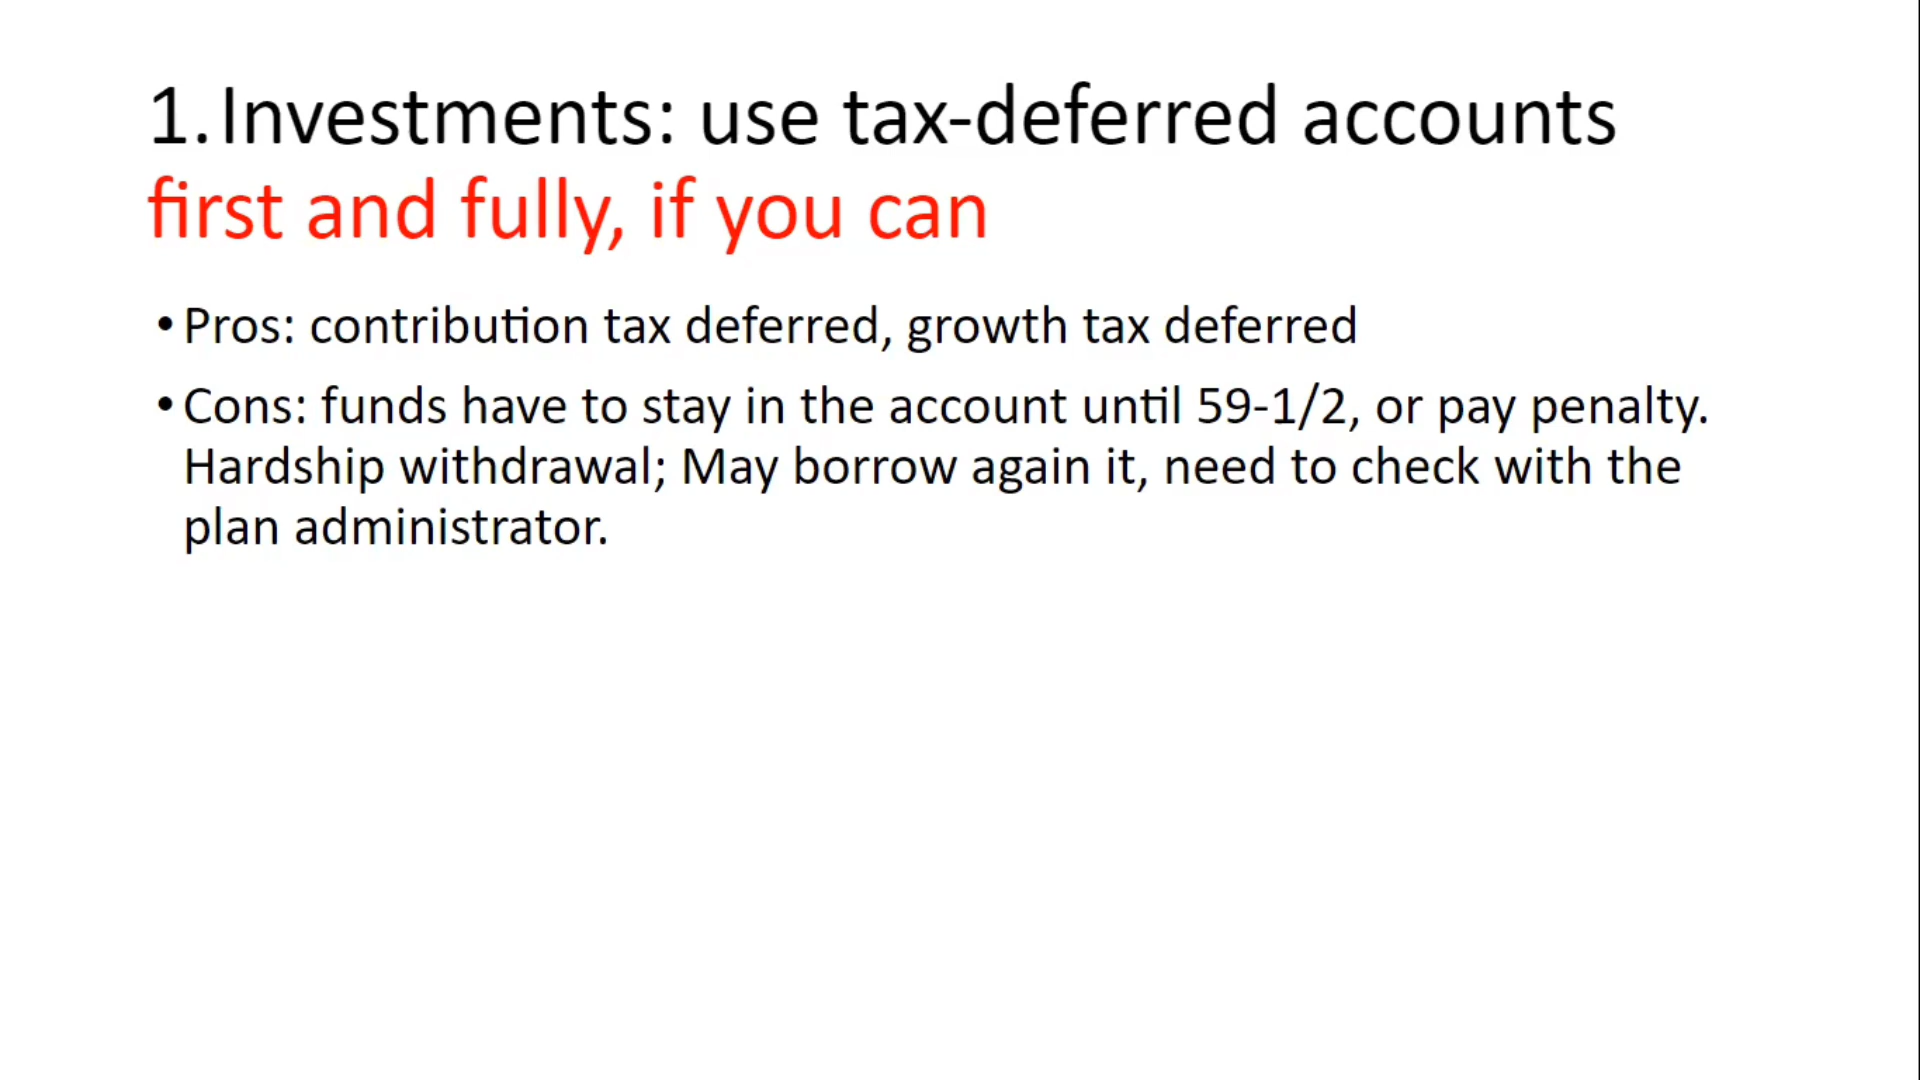 1. Investments: use tax-deferred accounts
first and fully, if you can
• Pros: contribution tax deferred, growth tax deferred
• Cons: funds have to stay in the account until 59-1/2, or pay penalty.
Hardship withdrawal; May borrow again it, need to check with the
plan administrator.